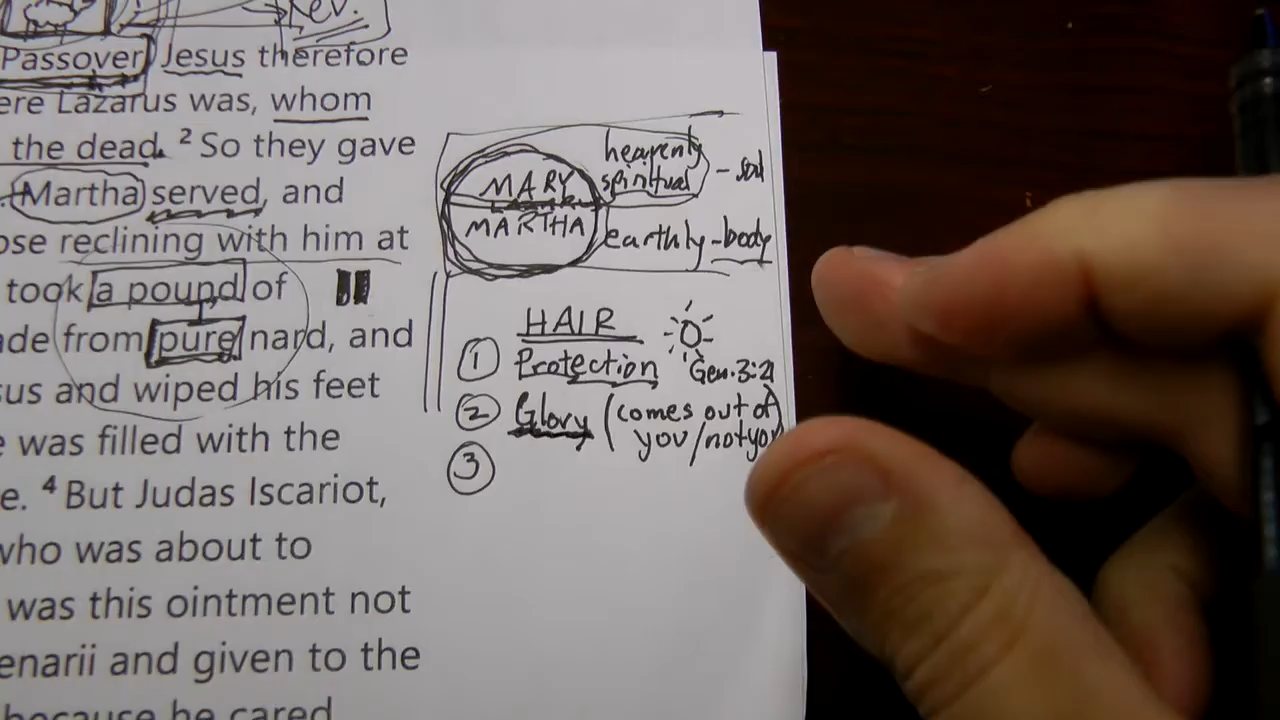 Rev.
Passover Jesus therefore
ere Lazarus was, whom
the dead. ² So they gave
Martha served, and
ose reclining with him at
took a pound of
ade from pure nard, and
sus and wiped his feet
e was filled with the
e. ⁴ But Judas Iscariot,
who was about to
was this ointment not
enarii and given to the
because he cared
MARY heavenly
spiritual - soul
MARTHA earthly - body
HAIR
① Protection Gen. 3:21
② Glory (comes out of
you/not you
③